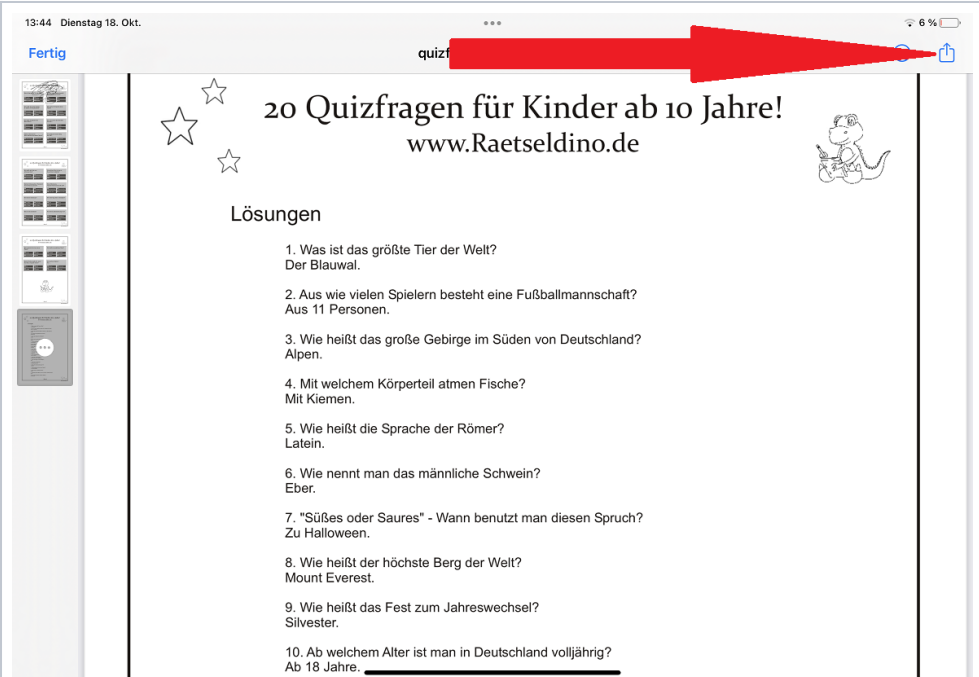 13:44 Dienstag 18. Okt.
6 %
Fertig
20 Quizfragen für Kinder ab 10 Jahre!
www.Raetseldino.de
Lösungen
1. Was ist das größte Tier der Welt?
Der Blauwal.
2. Aus wie vielen Spielern besteht eine Fußballmannschaft?
Aus 11 Personen.
3. Wie heißt das große Gebirge im Süden von Deutschland?
Alpen.
4. Mit welchem Körperteil atmen Fische?
Mit Kiemen.
5. Wie heißt die Sprache der Römer?
Latein.
6. Wie nennt man das männliche Schwein?
Eber.
7. "Süßes oder Saures" - Wann benutzt man diesen Spruch?
Zu Halloween.
8. Wie heißt der höchste Berg der Welt?
Mount Everest.
9. Wie heißt das Fest zum Jahreswechsel?
Silvester.
10. Ab welchem Alter ist man in Deutschland volljährig?
Ab 18 Jahre.